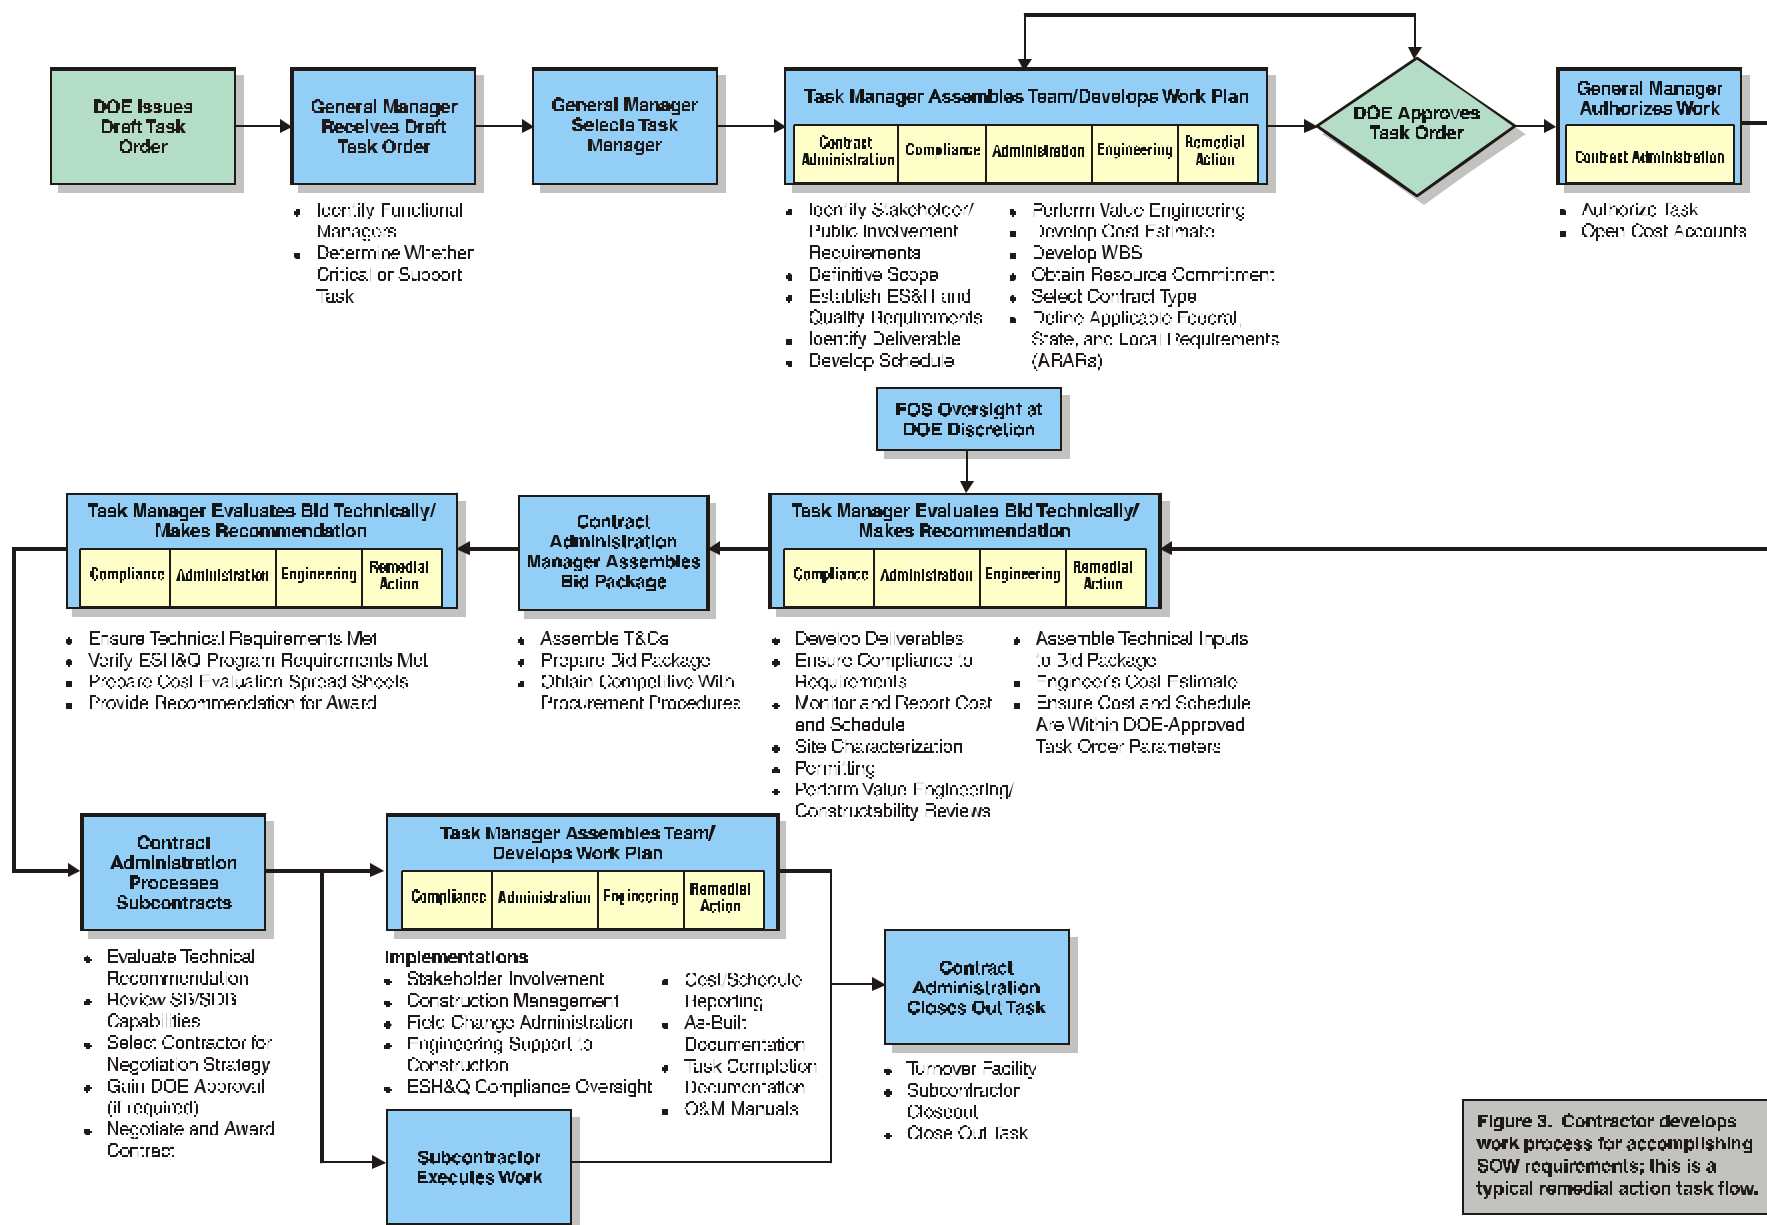 DOE Issues
Draft Task
Order
General Manager
Receives Draft
Task Order
• Identify Functional
Managers
• Determine Whether
Critical or Support
Task
General Manager
Selects Task
Manager
Task Manager Assembles Team/Develops Work Plan
Contract
Administration
Compliance
Administration
Engineering
Remedial
Action
• Identify Stakeholder/
Public Involvement
Requirements
• Definitive Scope
• Establish ES&H and
Quality Requirements
• Identify Deliverable
• Develop Schedule
• Perform Value Engineering
• Develop Cost Estimate
• Develop WBS
• Obtain Resource Commitment
• Select Contract Type
• Define Applicable Federal,
State, and Local Requirements
(ARARs)
DOE Approves
Task Order
General Manager
Authorizes Work
Contract Administration
• Authorize Task
• Open Cost Accounts
FOS Oversight at
DOE Discretion
Task Manager Evaluates Bid Technically/
Makes Recommendation
Compliance
Administration
Engineering
Remedial
Action
• Ensure Technical Requirements Met
• Verify ESH&Q Program Requirements Met
• Prepare Cost Evaluation Spread Sheets
• Provide Recommendation for Award
Contract
Administration
Manager Assembles
Bid Package
• Assemble T&Cs
• Prepare Bid Package
• Obtain Competitive With
Procurement Procedures
Task Manager Evaluates Bid Technically/
Makes Recommendation
Compliance
Administration
Engineering
Remedial
Action
• Develop Deliverables
• Ensure Compliance to
Requirements
• Monitor and Report Cost
and Schedule
• Site Characterization
• Permitting
• Perform Value Engineering/
Constructability Reviews
• Assemble Technical Inputs
to Bid Package
• Engineer's Cost Estimate
• Ensure Cost and Schedule
Are Within DOE-Approved
Task Order Parameters
Contract
Administration
Processes
Subcontracts
• Evaluate Technical
Recommendation
• Review SB/SDB
Capabilities
• Select Contractor for
Negotiation Strategy
• Gain DOE Approval
(if required)
• Negotiate and Award
Contract
Task Manager Assembles Team/
Develops Work Plan
Compliance
Administration
Engineering
Remedial
Action
Implementations
• Stakeholder Involvement
• Construction Management
• Field Change Administration
• Engineering Support to
Construction
• ESH&Q Compliance Oversight
• Cost/Schedule
Reporting
• As-Built
Documentation
• Task Completion
Documentation
• O&M Manuals
Subcontractor
Executes Work
Contract
Administration
Closes Out Task
• Turnover Facility
• Subcontractor
Closeout
• Close Out Task
Figure 3. Contractor develops
work process for accomplishing
SOW requirements; this is a
typical remedial action task flow.